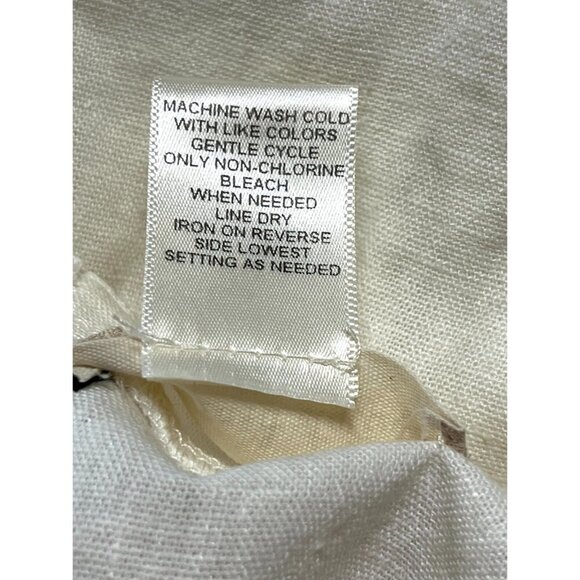 MACHINE WASH COLD
WITH LIKE COLORS
GENTLE CYCLE
ONLY NON-CHLORINE
BLEACH
WHEN NEEDED
LINE DRY
IRON ON REVERSE
SIDE LOWEST
SETTING AS NEEDED